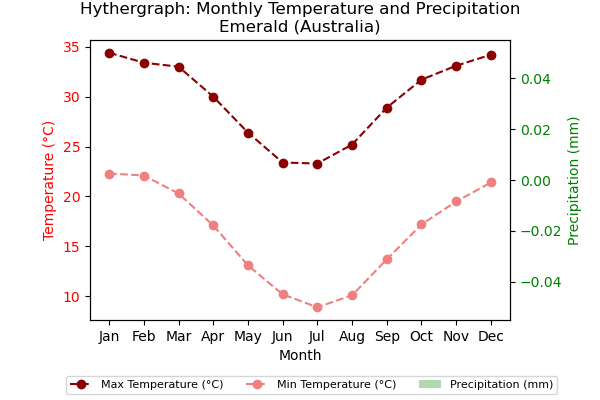 Hythergraph: Monthly Temperature and Precipitation
Emerald (Australia)
35
30
25
20
15
10
Temperature (°C)
0.04
0.02
0.00
−0.02
−0.04
Precipitation (mm)
Jan Feb Mar Apr May Jun Jul Aug Sep Oct Nov Dec
Month
Max Temperature (°C) Min Temperature (°C) Precipitation (mm)